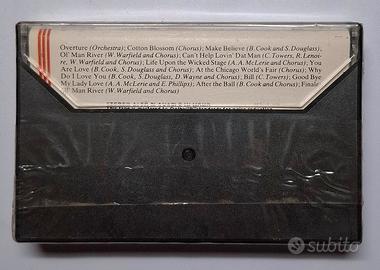 Overture (Orchestra); Cotton Blossom (Chorus); Make Believe (B. Cook and S. Douglass),
Ol' Man River (W. Warfield and Chorus); Can't Help Lovin' Dat Man (C. Towers, R. Lenoi-
re, W. Warfield and Chorus); Life Upon the Wicked Stage (A. A. McLerie and Chorus); You
Are Love (B. Cook, S. Douglass and Chorus); At the Chicago World's Fair (Chorus); Why
Do I Love You (B. Cook, S. Douglass, D. Wayne and Chorus); Bill (C. Towers); Good Bye
My Lady Love (A. A. McLerie and E. Phillips); After the Ball (B. Cook and Chorus); Finale
Ol' Man River (W. Warfield and Chorus)
subito